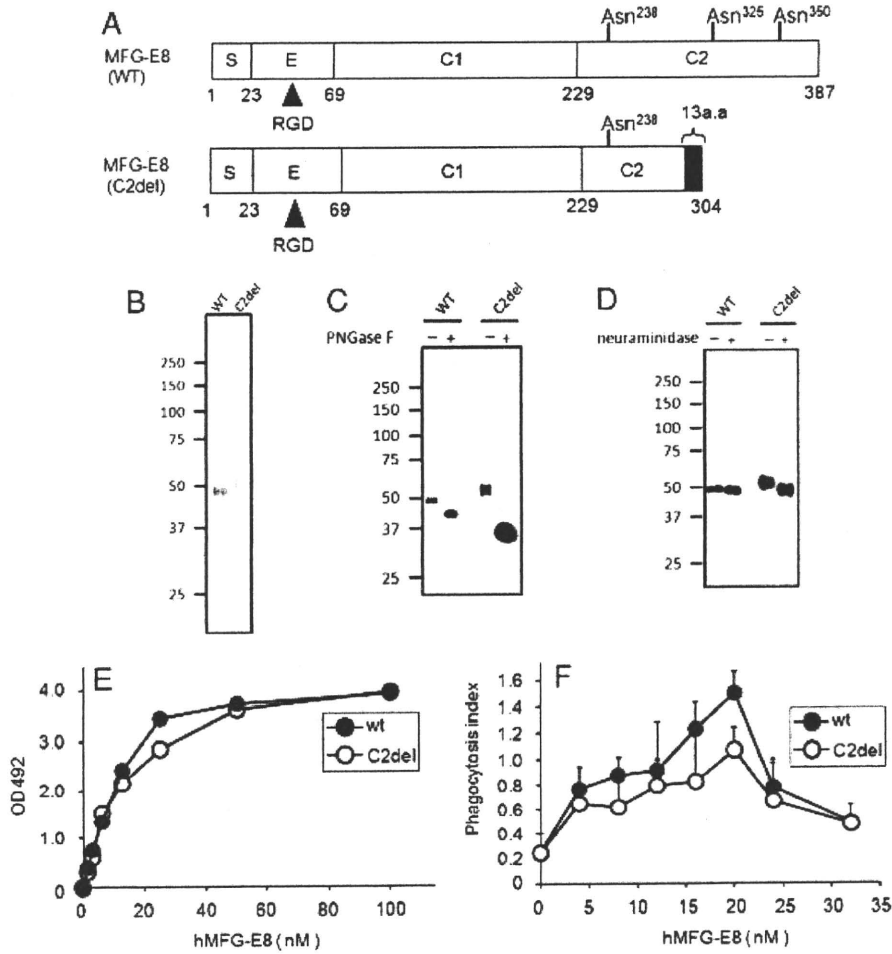 A
Asn238 Asn325 Asn350
MFG-E8
(WT)
S E C1 C2
1 23 69 229 387
RGD
13a.a
Asn238
MFG-E8
(C2del)
S E C1 C2
1 23 69 229 304
RGD
B
WT C2del
250
150
100
75
50
37
25
C
WT C2del
PNGase F − + − +
250
150
100
75
50
37
25
D
WT C2del
neuraminidase − + − +
250
150
100
75
50
37
25
E
OD492
4.0
3.0
2.0
1.0
0
0 20 40 60 80 100
hMFG-E8 ( nM )
wt
C2del
F
Phagocytosis index
1.6
1.4
1.2
1.0
0.8
0.6
0.4
0.2
0
0 5 10 15 20 25 30 35
hMFG-E8 ( nM )
wt
C2del